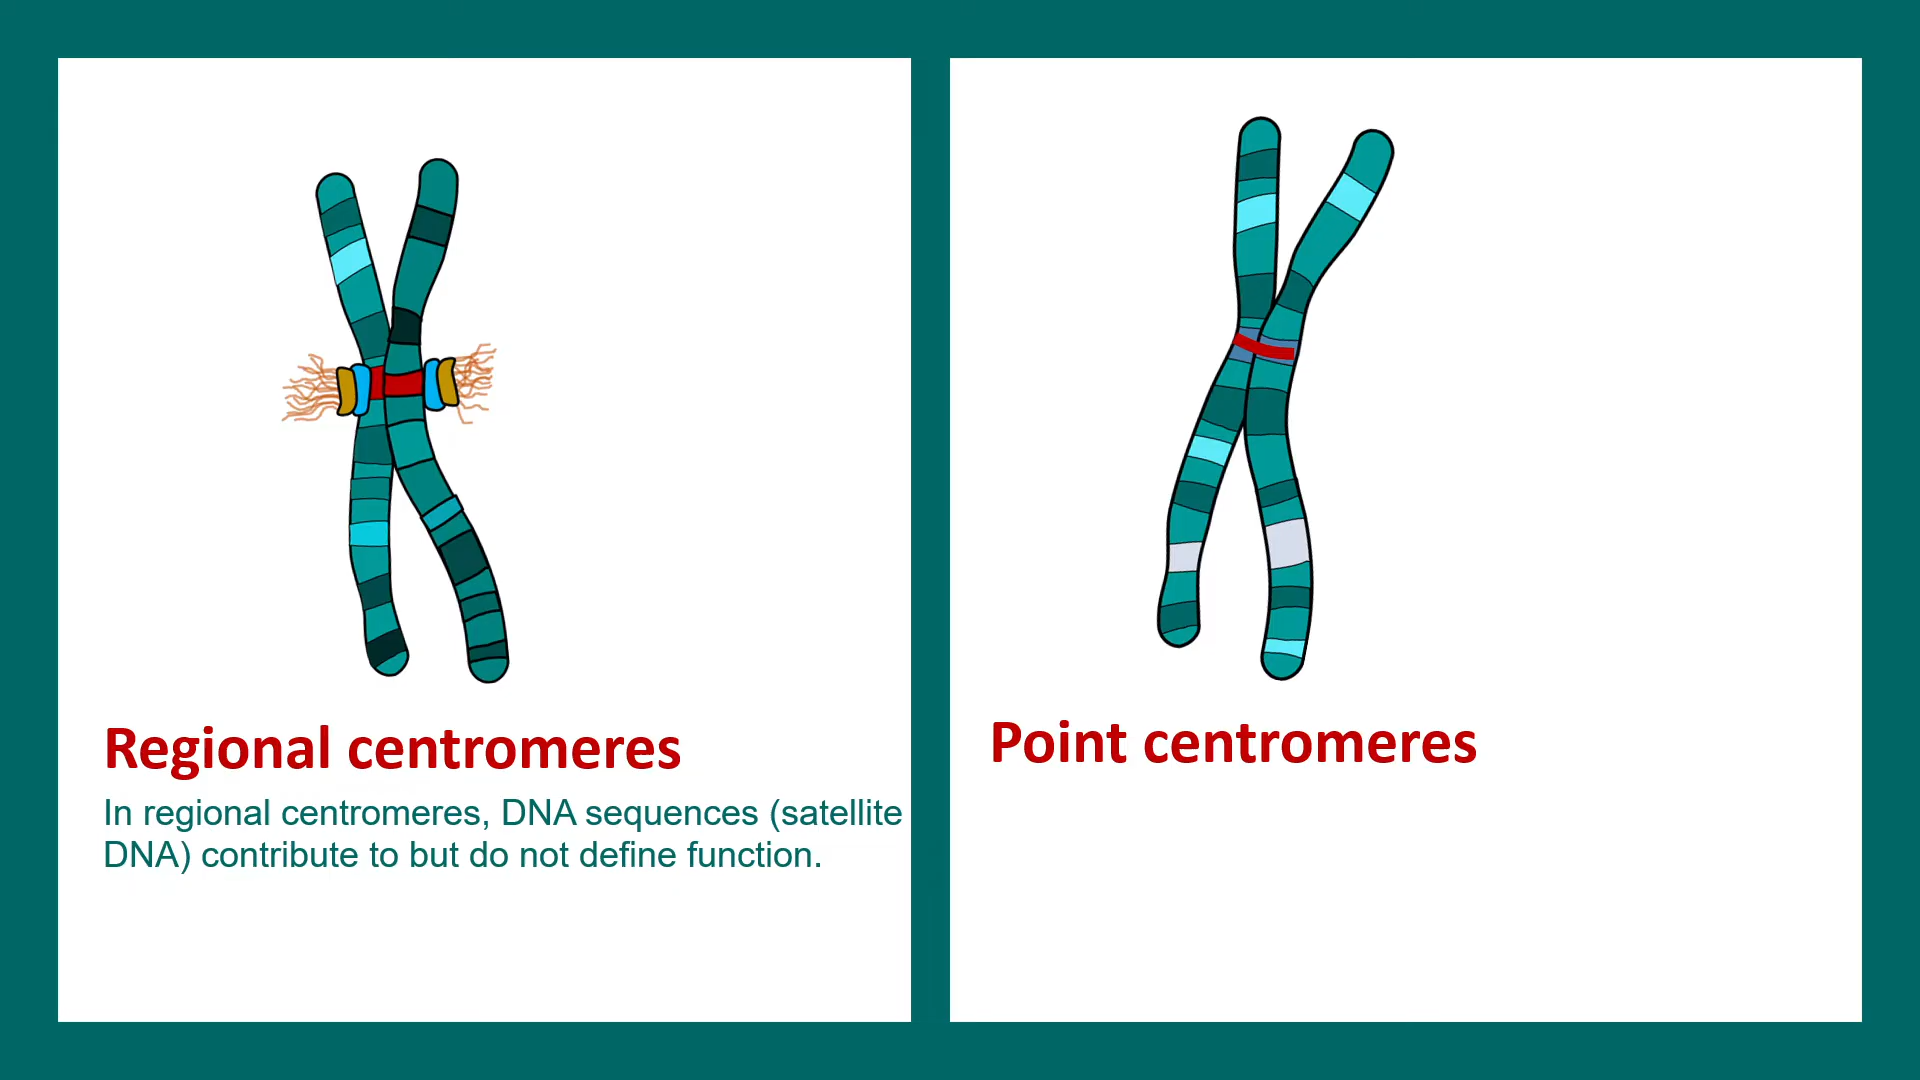 Regional centromeres
In regional centromeres, DNA sequences (satellite
DNA) contribute to but do not define function.
Point centromeres